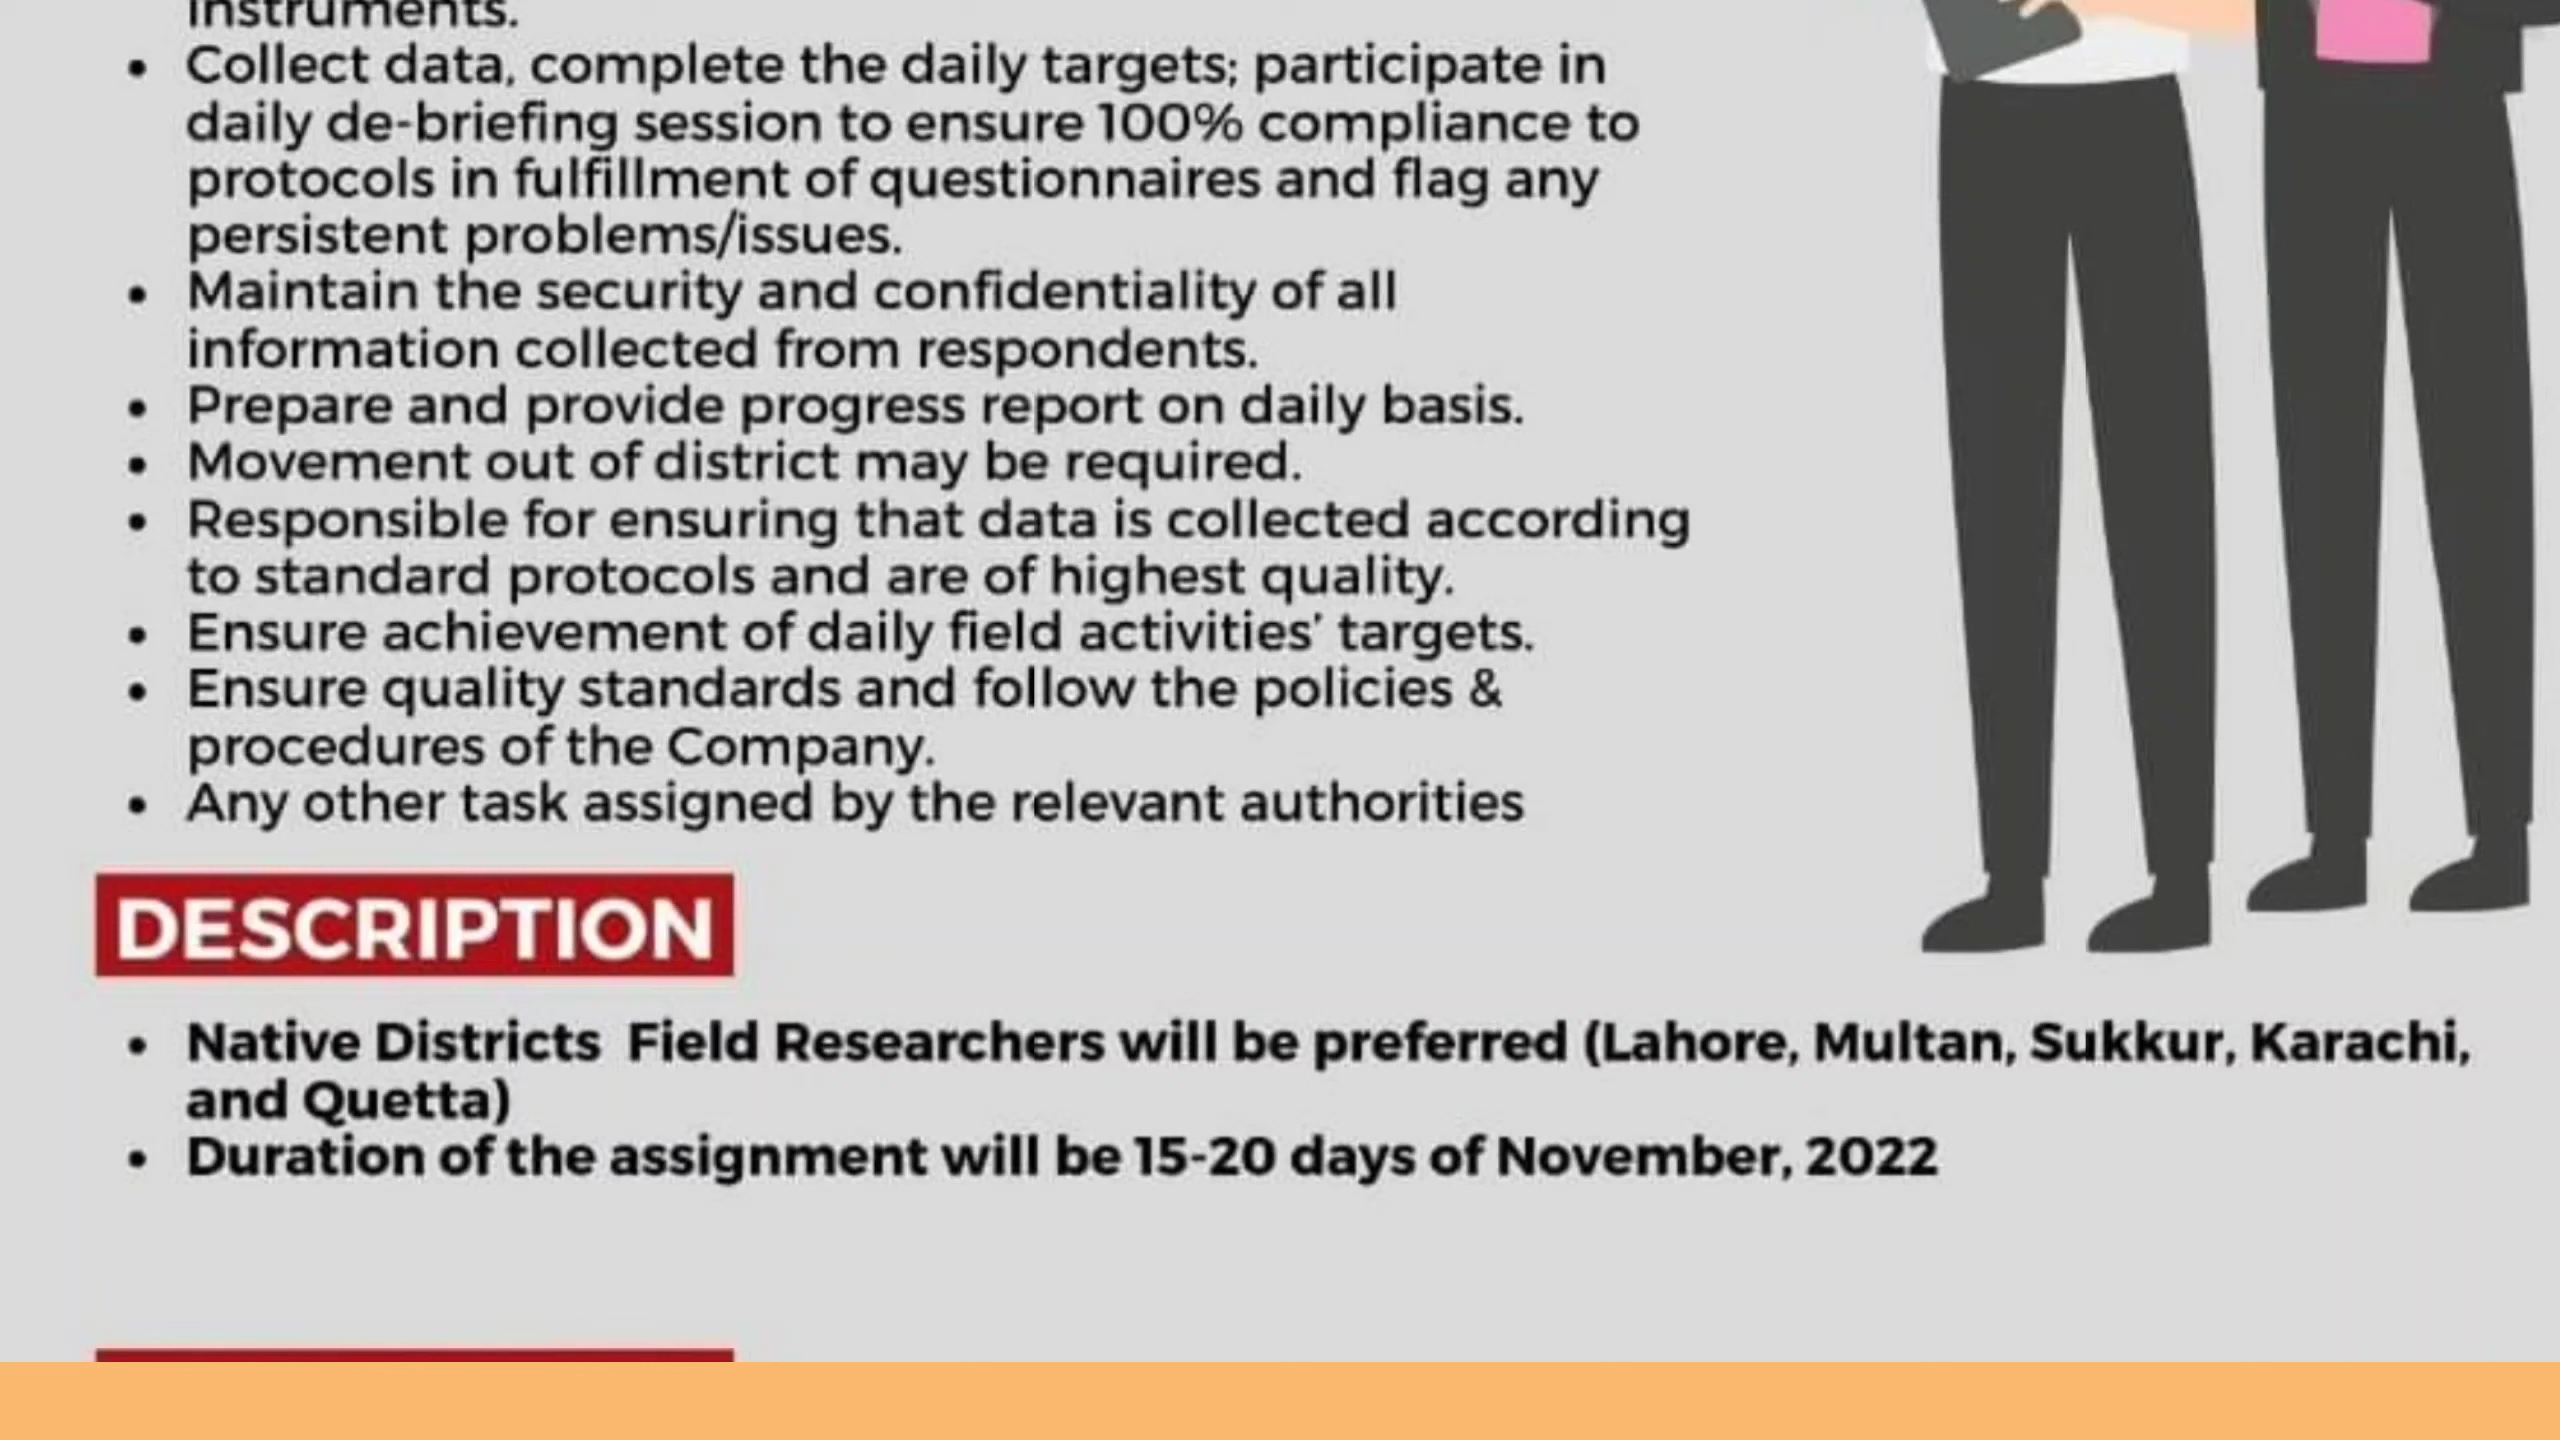 instruments.
• Collect data, complete the daily targets; participate in
daily de-briefing session to ensure 100% compliance to
protocols in fulfillment of questionnaires and flag any
persistent problems/issues.
• Maintain the security and confidentiality of all
information collected from respondents.
• Prepare and provide progress report on daily basis.
• Movement out of district may be required.
• Responsible for ensuring that data is collected according
to standard protocols and are of highest quality.
• Ensure achievement of daily field activities’ targets.
• Ensure quality standards and follow the policies &
procedures of the Company.
• Any other task assigned by the relevant authorities
DESCRIPTION
• Native Districts  Field Researchers will be preferred (Lahore, Multan, Sukkur, Karachi,
and Quetta)
• Duration of the assignment will be 15-20 days of November, 2022